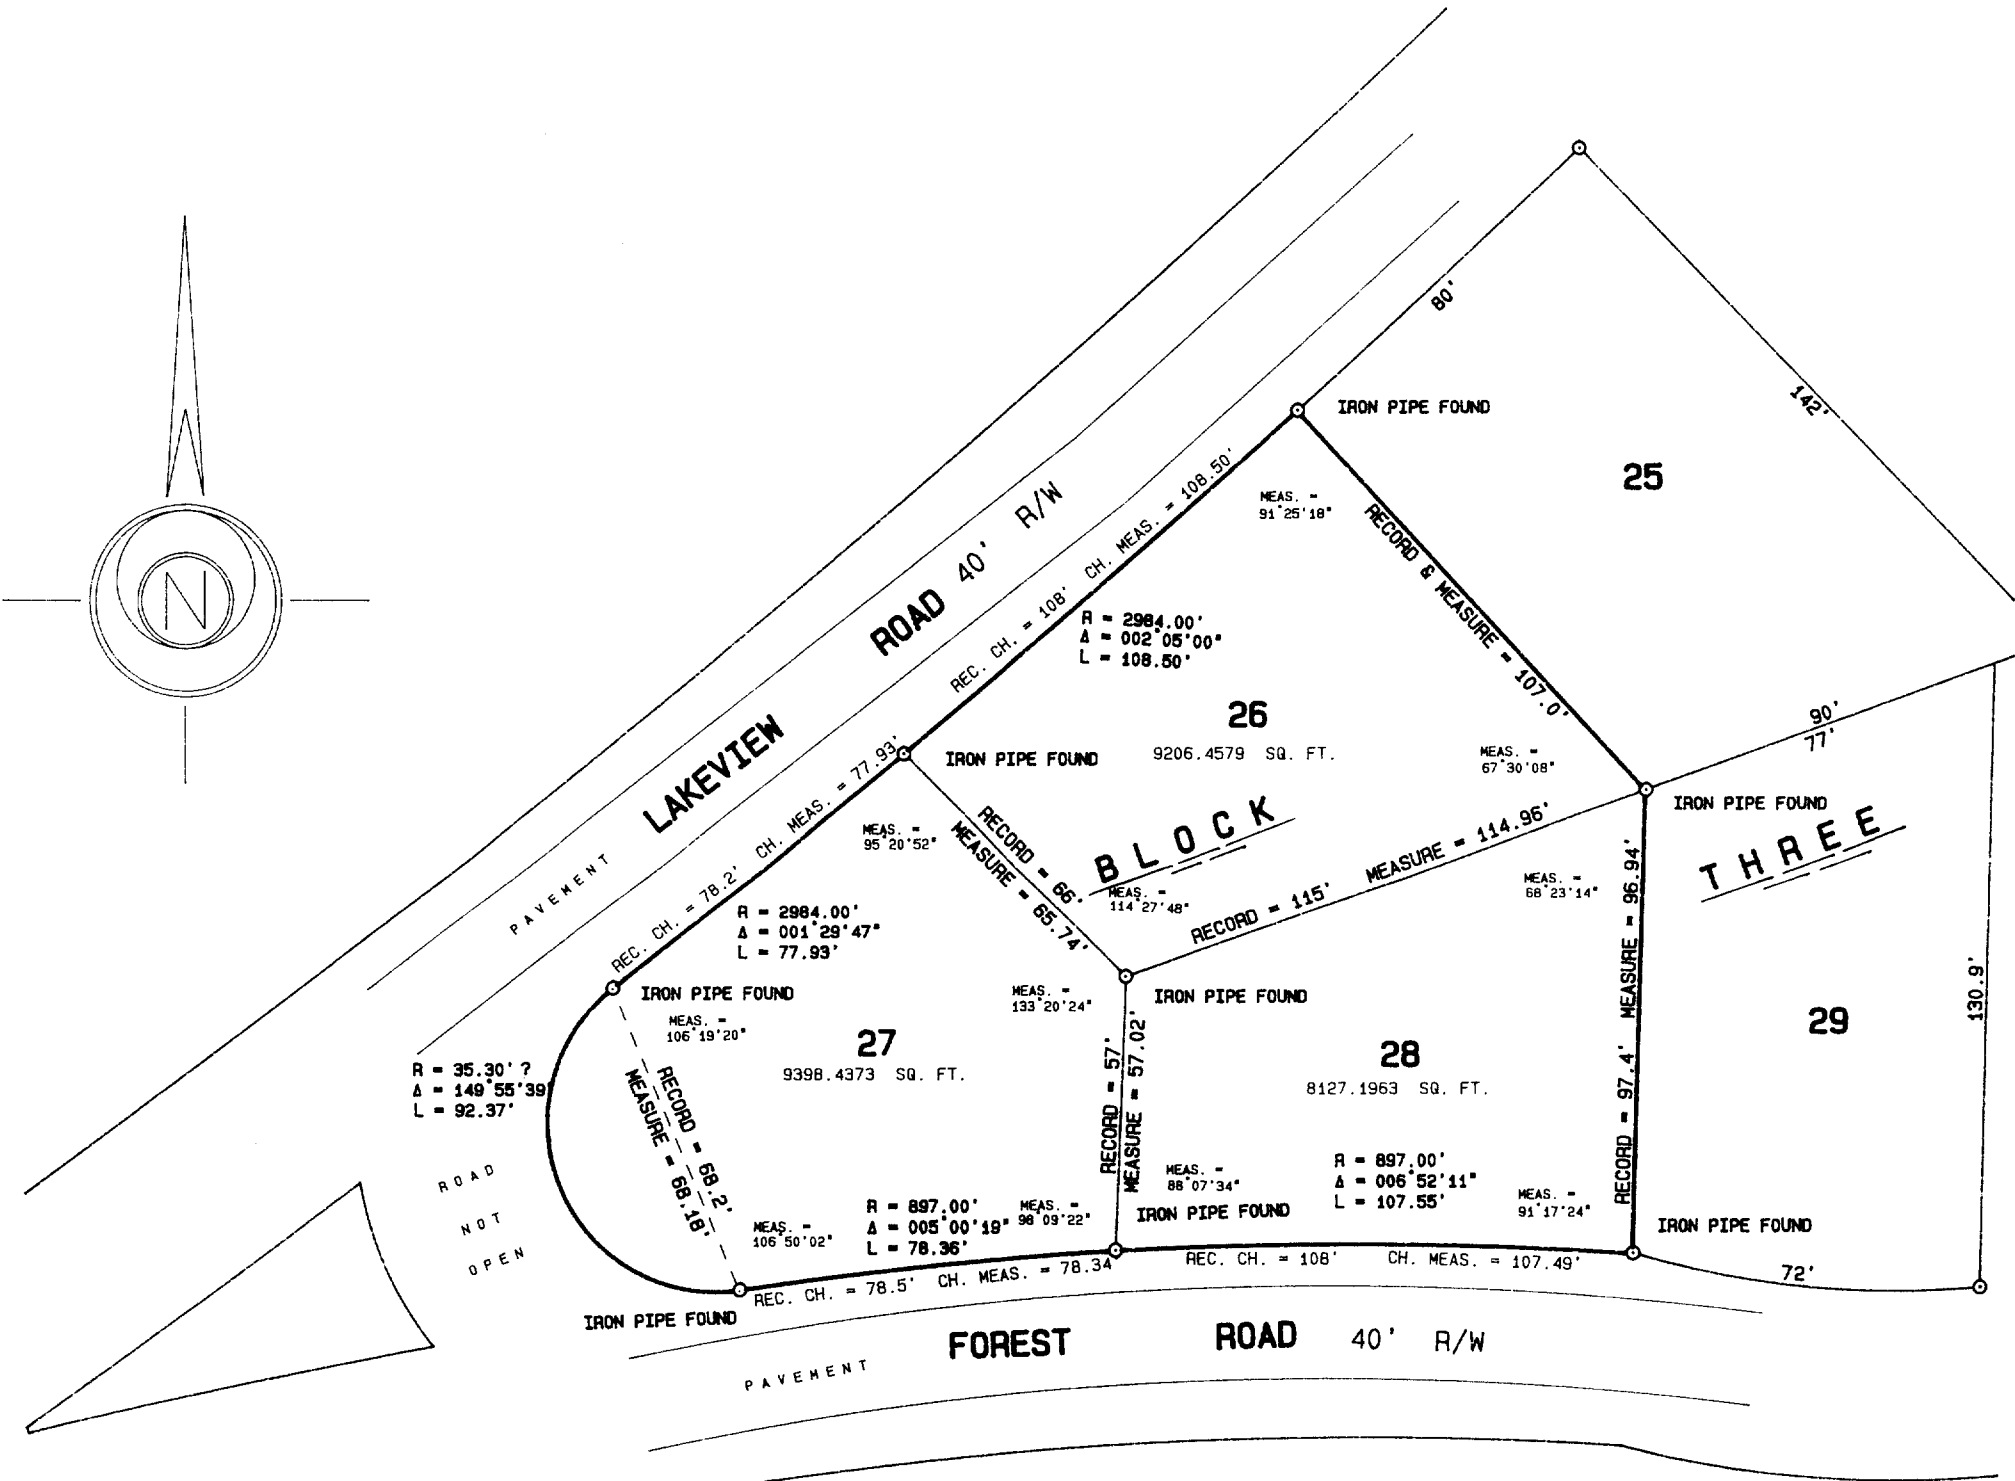 80'
142'
IRON PIPE FOUND
25
MEAS. =
91°25'18"
RECORD & MEASURE = 107.0'
ROAD 40' R/W
LAKEVIEW
REC. CH. = 108' CH. MEAS. = 108.50'
R = 2984.00'
Δ = 002°05'00"
L = 108.50'
N
26
9206.4579 SQ. FT.
MEAS. =
67°30'08"
90'
77'
IRON PIPE FOUND
IRON PIPE FOUND
REC. CH. = 78.2' CH. MEAS. = 77.93'
PAVEMENT
MEAS. =
95°20'52"
RECORD = 66'
MEASURE = 65.74'
BLOCK
THREE
MEAS. =
114°27'48"
RECORD = 115' MEASURE = 114.96'
MEAS. =
68°23'14"
R = 2984.00'
Δ = 001°29'47"
L = 77.93'
IRON PIPE FOUND
MEAS. =
106°19'20"
MEAS. =
133°20'24"
IRON PIPE FOUND
27
9398.4373 SQ. FT.
28
8127.1963 SQ. FT.
29
130.9'
R = 35.30' ?
Δ = 149°55'39"
L = 92.37'
RECORD = 68.2'
MEASURE = 68.18'
RECORD = 57'
MEASURE = 57.02'
RECORD = 97.4' MEASURE = 96.94'
ROAD
NOT
OPEN
MEAS. =
106°50'02"
R = 897.00'
Δ = 005°00'19"
L = 78.36'
MEAS. =
98°09'22"
MEAS. =
88°07'34"
IRON PIPE FOUND
R = 897.00'
Δ = 006°52'11"
L = 107.55'
MEAS. =
91°17'24"
IRON PIPE FOUND
REC. CH. = 78.5' CH. MEAS. = 78.34'
REC. CH. = 108' CH. MEAS. = 107.49'
72'
IRON PIPE FOUND
FOREST ROAD 40' R/W
PAVEMENT